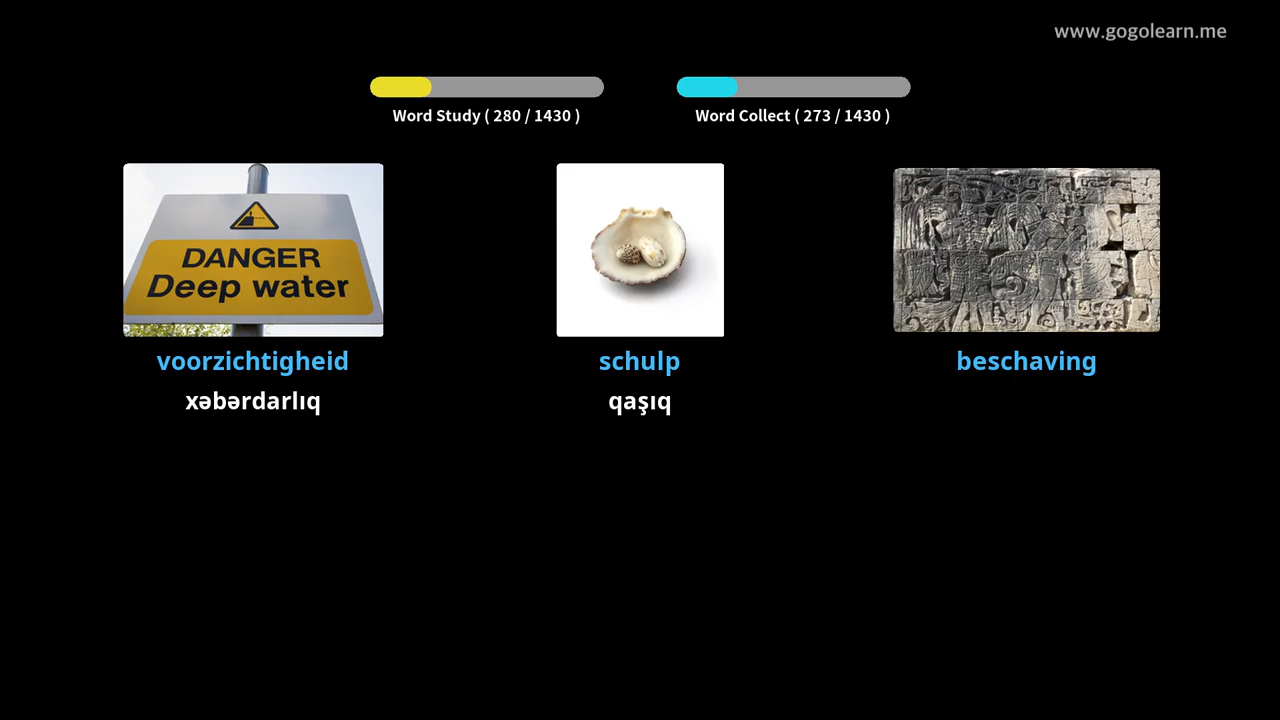 www.gogolearn.me
Word Study ( 280 / 1430 )
Word Collect ( 273 / 1430 )
DANGER
Deep water
voorzichtigheid
schulp
beschaving
xəbərdarlıq
qaşıq